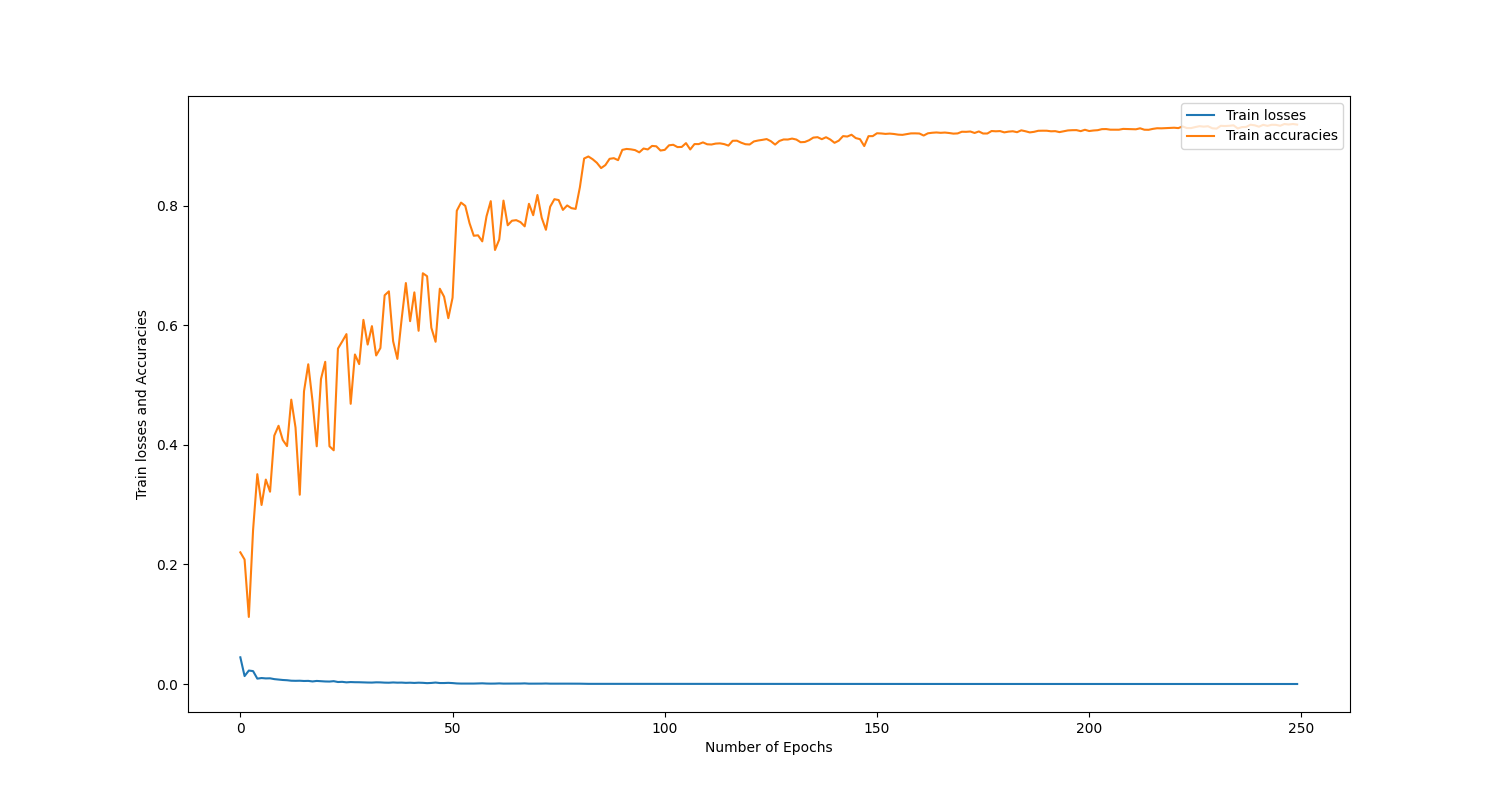 Train losses
Train accuracies
0.8
0.6
0.4
0.2
0.0
Train losses and Accuracies
0 50 100 150 200 250
Number of Epochs